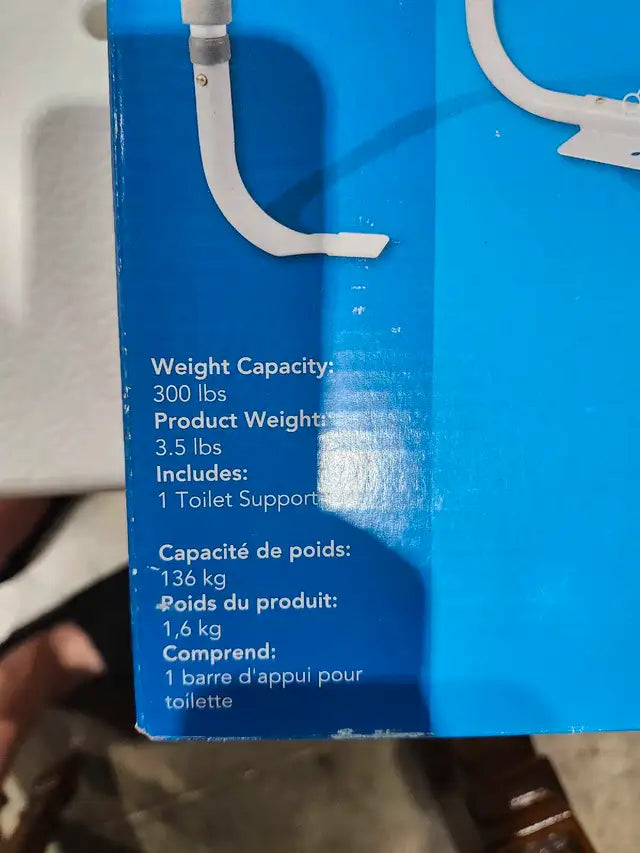 Weight Capacity:
300 lbs
Product Weight:
3.5 lbs
Includes:
1 Toilet Support
Capacité de poids:
136 kg
Poids du produit:
1,6 kg
Comprend:
1 barre d'appui pour
toilette